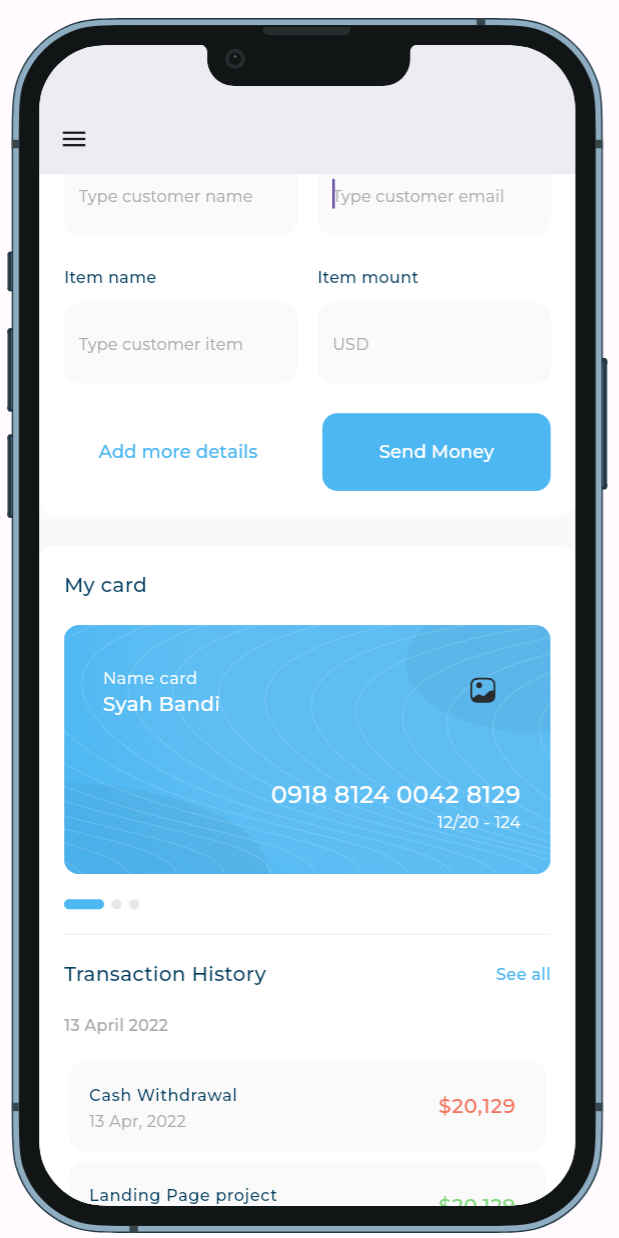 Type customer name
Type customer email
Item name
Item mount
Type customer item
USD
Add more details
Send Money
My card
Name card
Syah Bandi
0918 8124 0042 8129
12/20 - 124
Transaction History
See all
13 April 2022
Cash Withdrawal
13 Apr, 2022
$20,129
Landing Page project
$20,129